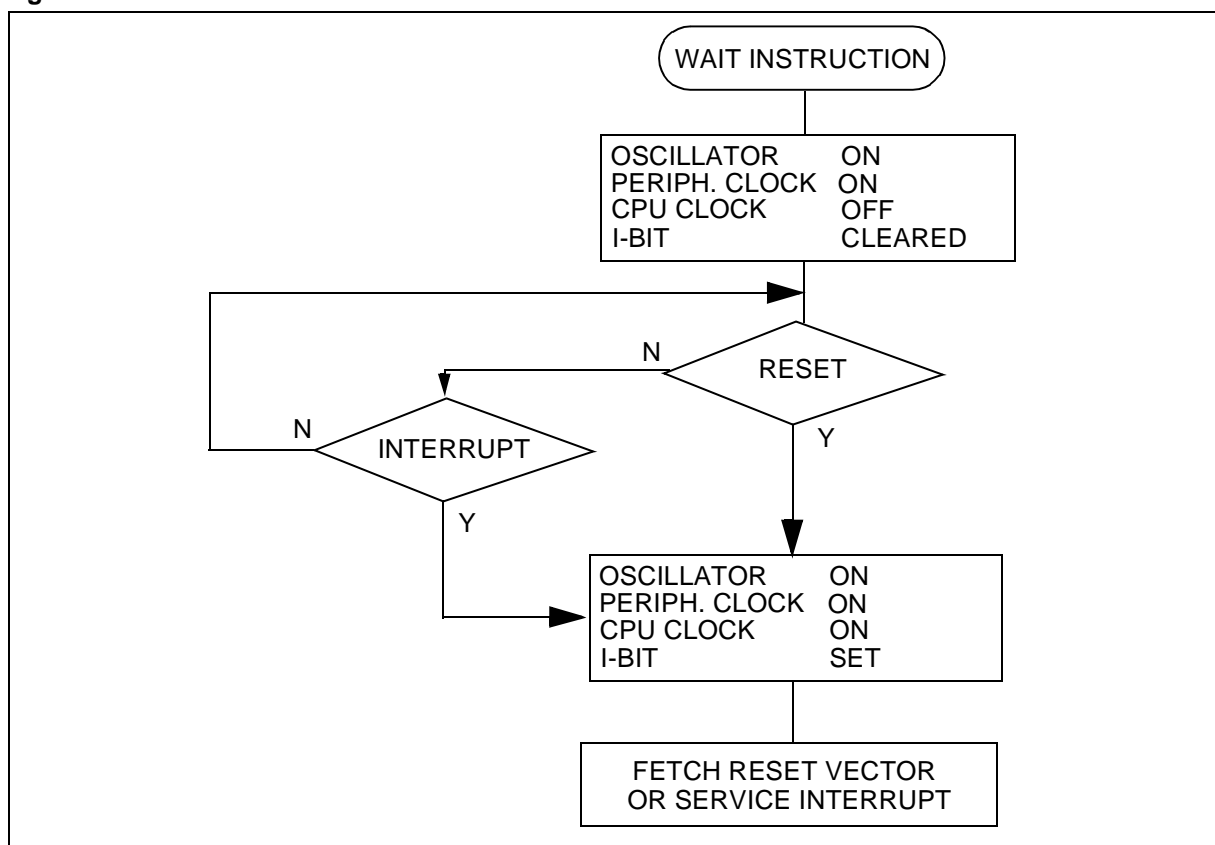 WAIT INSTRUCTION
OSCILLATOR ON
PERIPH. CLOCK ON
CPU CLOCK OFF
I-BIT CLEARED
N
RESET
Y
N
INTERRUPT
Y
OSCILLATOR ON
PERIPH. CLOCK ON
CPU CLOCK ON
I-BIT SET
FETCH RESET VECTOR
OR SERVICE INTERRUPT